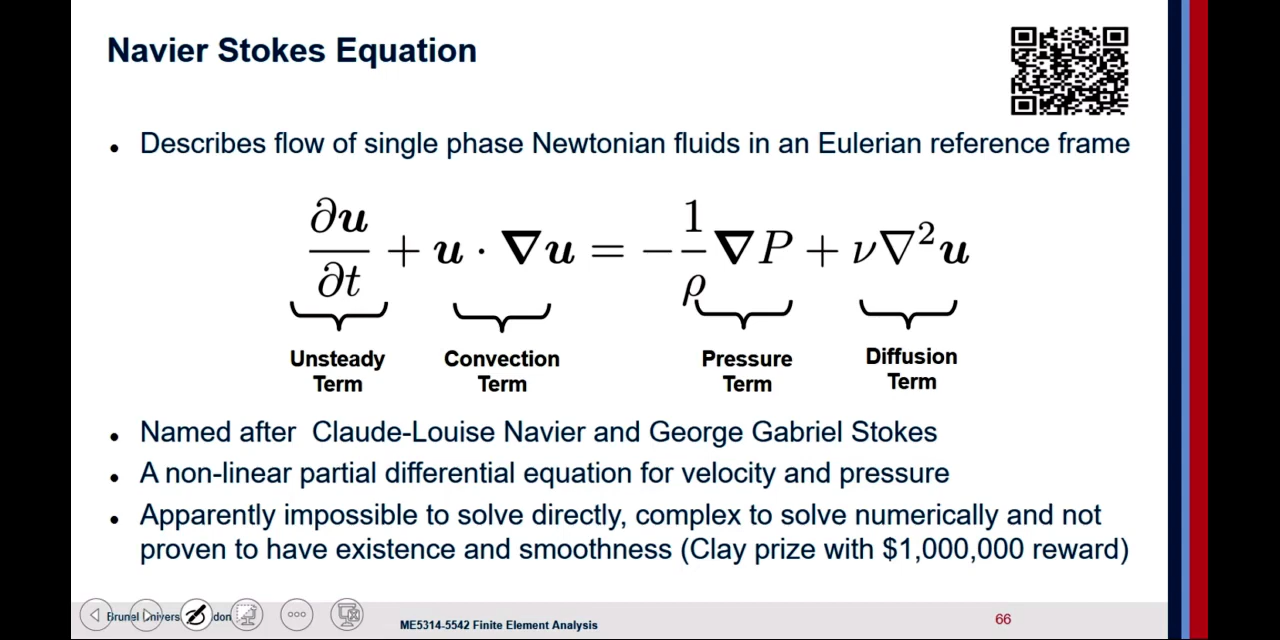 Navier Stokes Equation
• Describes flow of single phase Newtonian fluids in an Eulerian reference frame
∂u/∂t + u · ∇u = −1/ρ ∇P + ν∇²u
Unsteady Term
Convection Term
Pressure Term
Diffusion Term
• Named after Claude-Louise Navier and George Gabriel Stokes
• A non-linear partial differential equation for velocity and pressure
• Apparently impossible to solve directly, complex to solve numerically and not
proven to have existence and smoothness (Clay prize with $1,000,000 reward)
Brunel
ME5314-5542 Finite Element Analysis
66